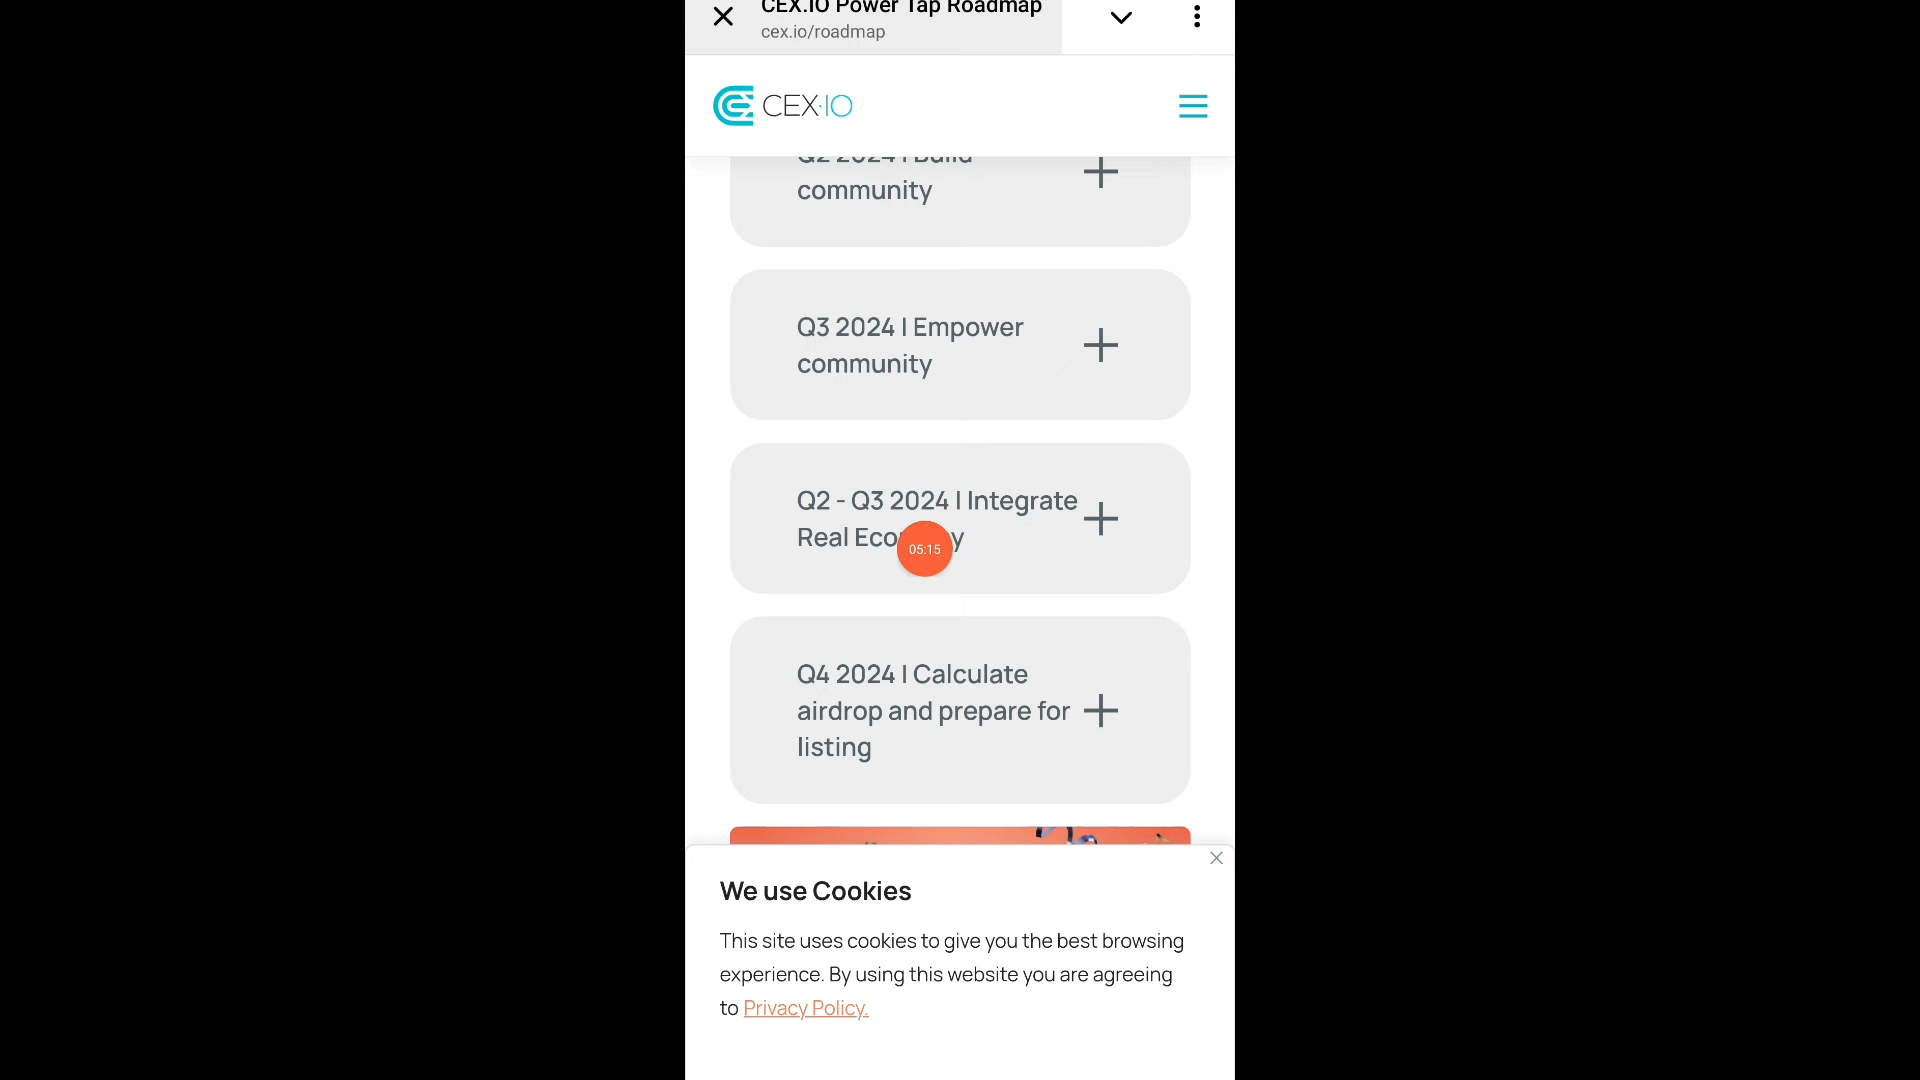 CEX.IO Power Tap Roadmap
cex.io/roadmap
CEX·IO
Q2 2024 | Build
community
Q3 2024 | Empower
community
Q2 - Q3 2024 | Integrate
Real Eco y
05:15
Q4 2024 | Calculate
airdrop and prepare for
listing
We use Cookies
This site uses cookies to give you the best browsing
experience. By using this website you are agreeing
to Privacy Policy.